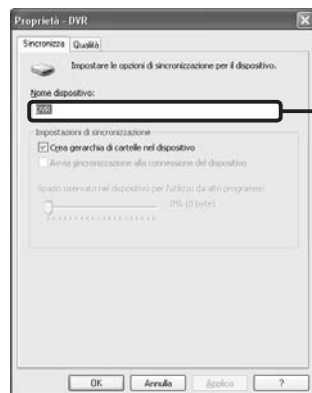 Proprietà - DVR
Sincronizza Qualità
Impostare le opzioni di sincronizzazione per il dispositivo.
Nome dispositivo:
DVR
Impostazioni di sincronizzazione
Crea gerarchia di cartelle nel dispositivo
Avvia sincronizzazione alla connessione del dispositivo
Spazio riservato nel dispositivo per l'utilizzo da altri programmi:
0% (0 byte)
OK Annulla Applica ?